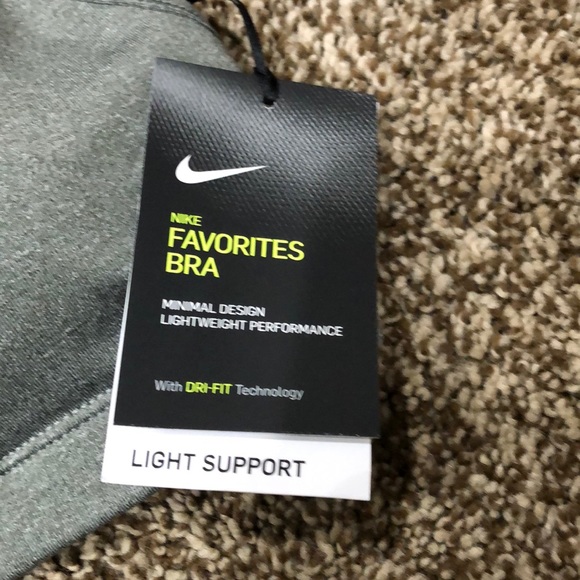 NIKE
FAVORITES
BRA
MINIMAL DESIGN
LIGHTWEIGHT PERFORMANCE
With DRI-FIT Technology
LIGHT SUPPORT